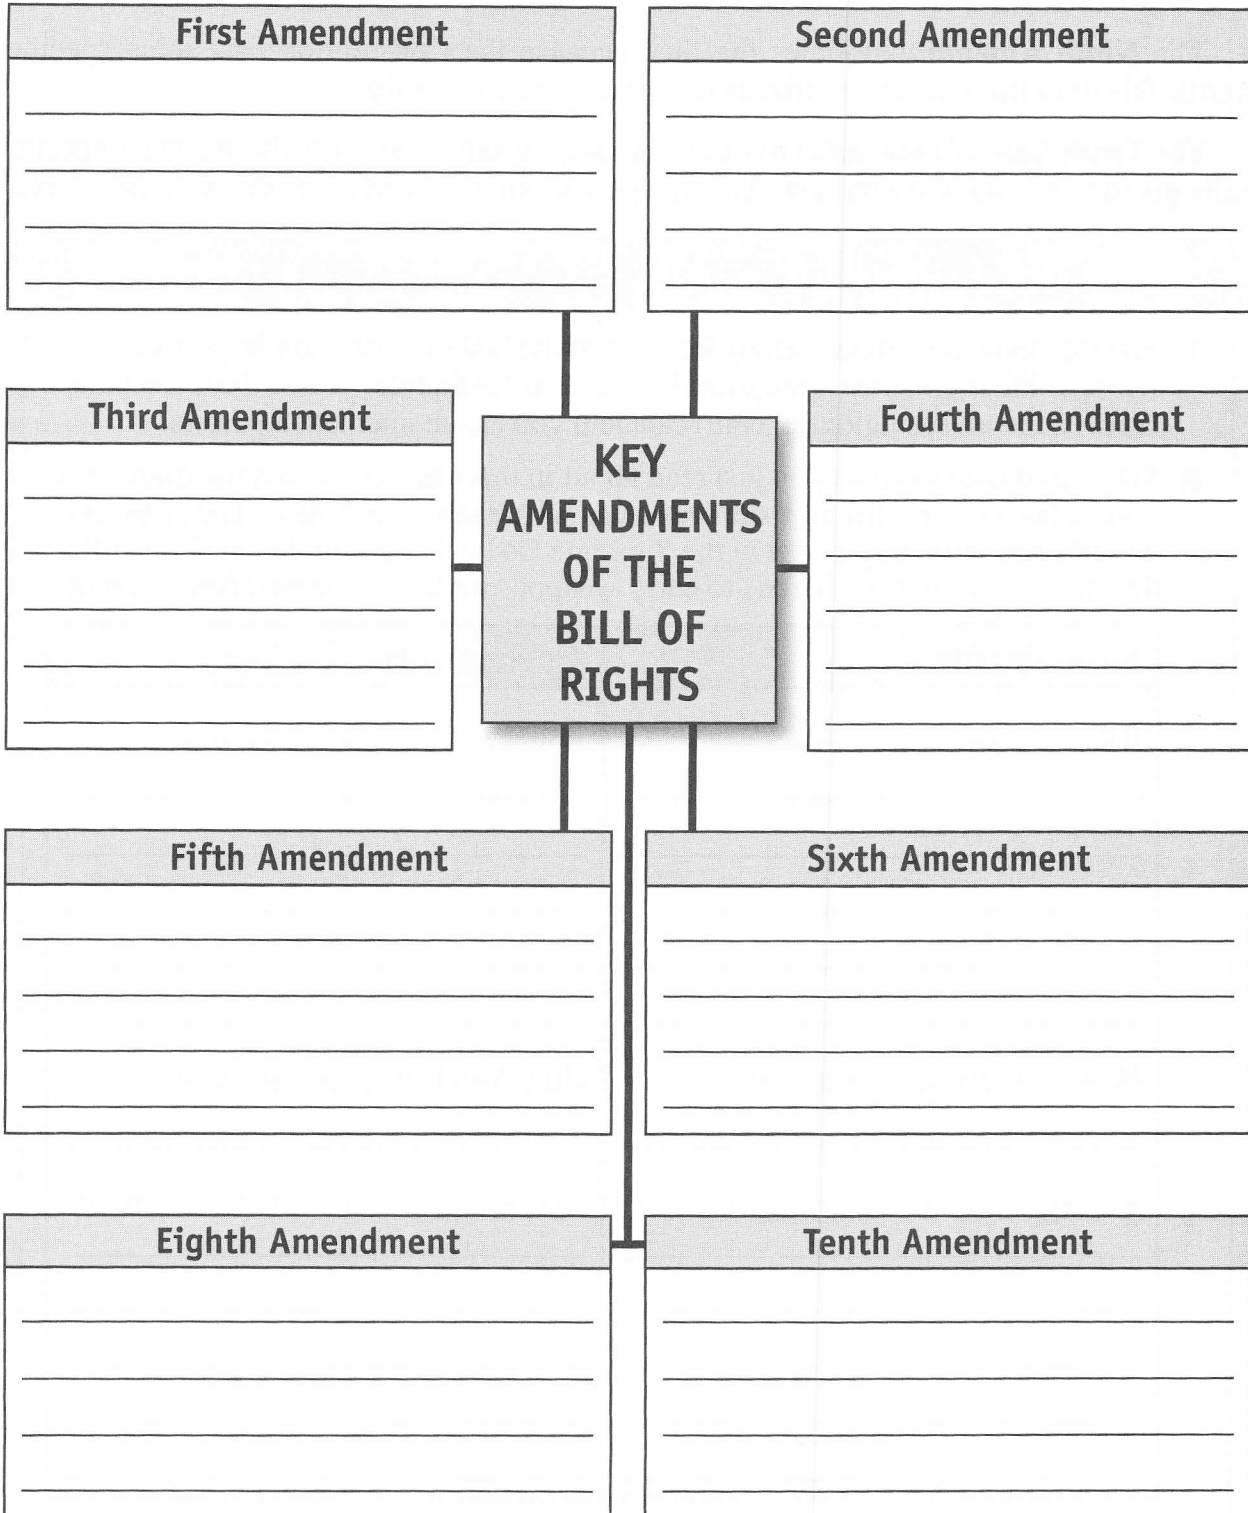 First Amendment
Second Amendment
Third Amendment
KEY
AMENDMENTS
OF THE
BILL OF
RIGHTS
Fourth Amendment
Fifth Amendment
Sixth Amendment
Eighth Amendment
Tenth Amendment